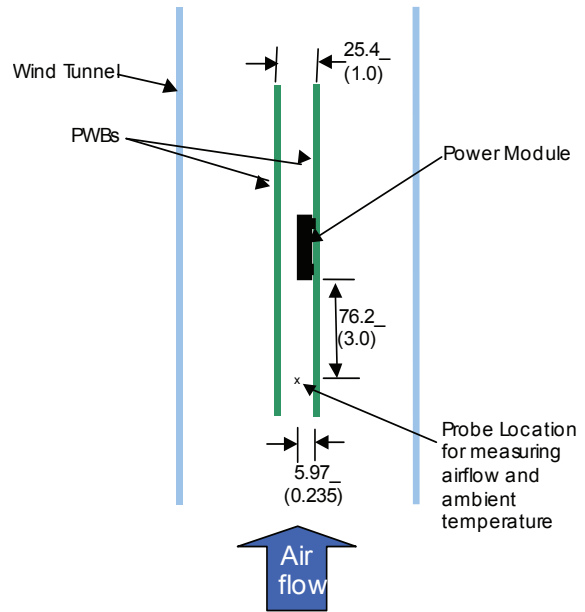 25.4_
(1.0)
Wind Tunnel
PWBs
Power Module
76.2_
(3.0)
x
Probe Location
for measuring
airflow and
ambient
temperature
5.97_
(0.235)
Air
flow